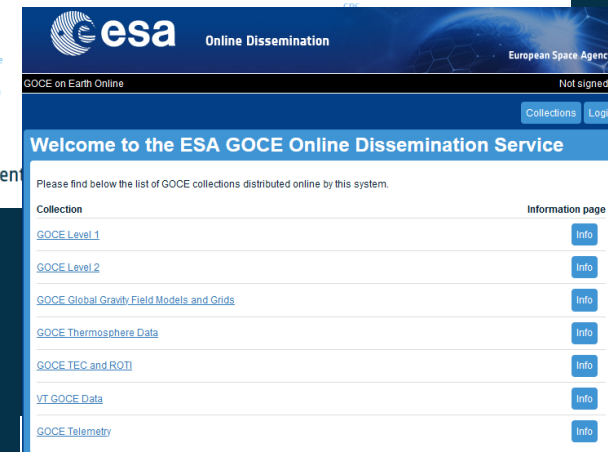 esa
Online Dissemination
European Space Agenc
GOCE on Earth Online
Not signed
Collections
Logi
Welcome to the ESA GOCE Online Dissemination Service
ent
Please find below the list of GOCE collections distributed online by this system.
Collection Information page
GOCE Level 1 Info
GOCE Level 2 Info
GOCE Global Gravity Field Models and Grids Info
GOCE Thermosphere Data Info
GOCE TEC and ROTI Info
VT GOCE Data Info
GOCE Telemetry Info